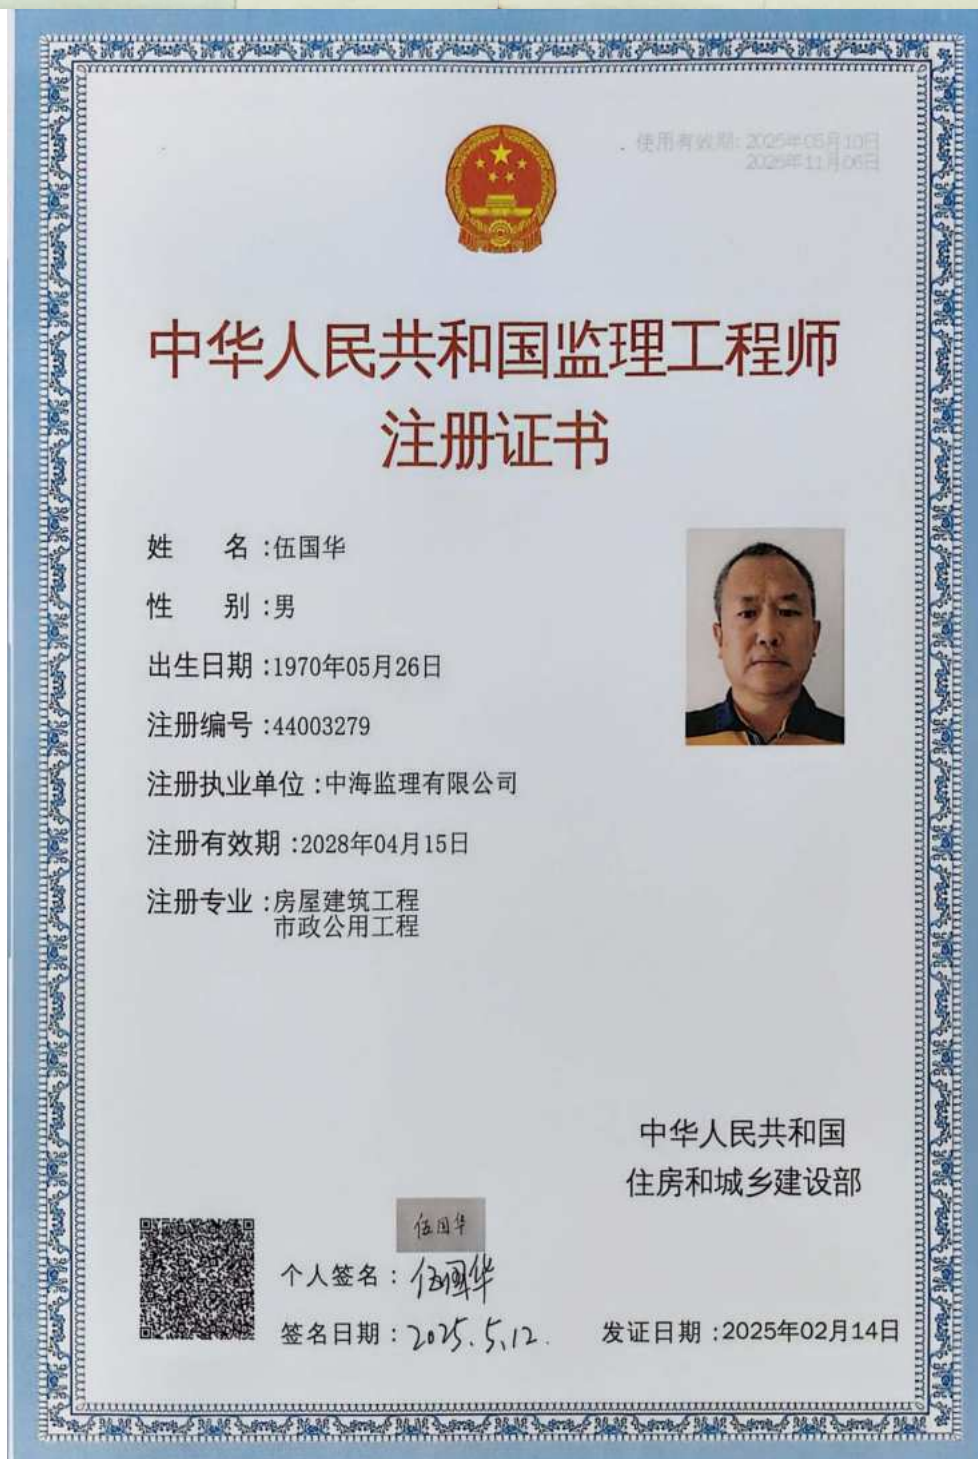 使用有效期: 2025年05月10日
2025年11月06日
中华人民共和国监理工程师
注册证书
姓 名 :伍国华
性 别 :男
出生日期 :1970年05月26日
注册编号 :44003279
注册执业单位 :中海监理有限公司
注册有效期 :2028年04月15日
注册专业 :房屋建筑工程
市政公用工程
中华人民共和国
住房和城乡建设部
伍国华
个人签名 : 伍国华
签名日期 : 2025.5.12.
发证日期 :2025年02月14日